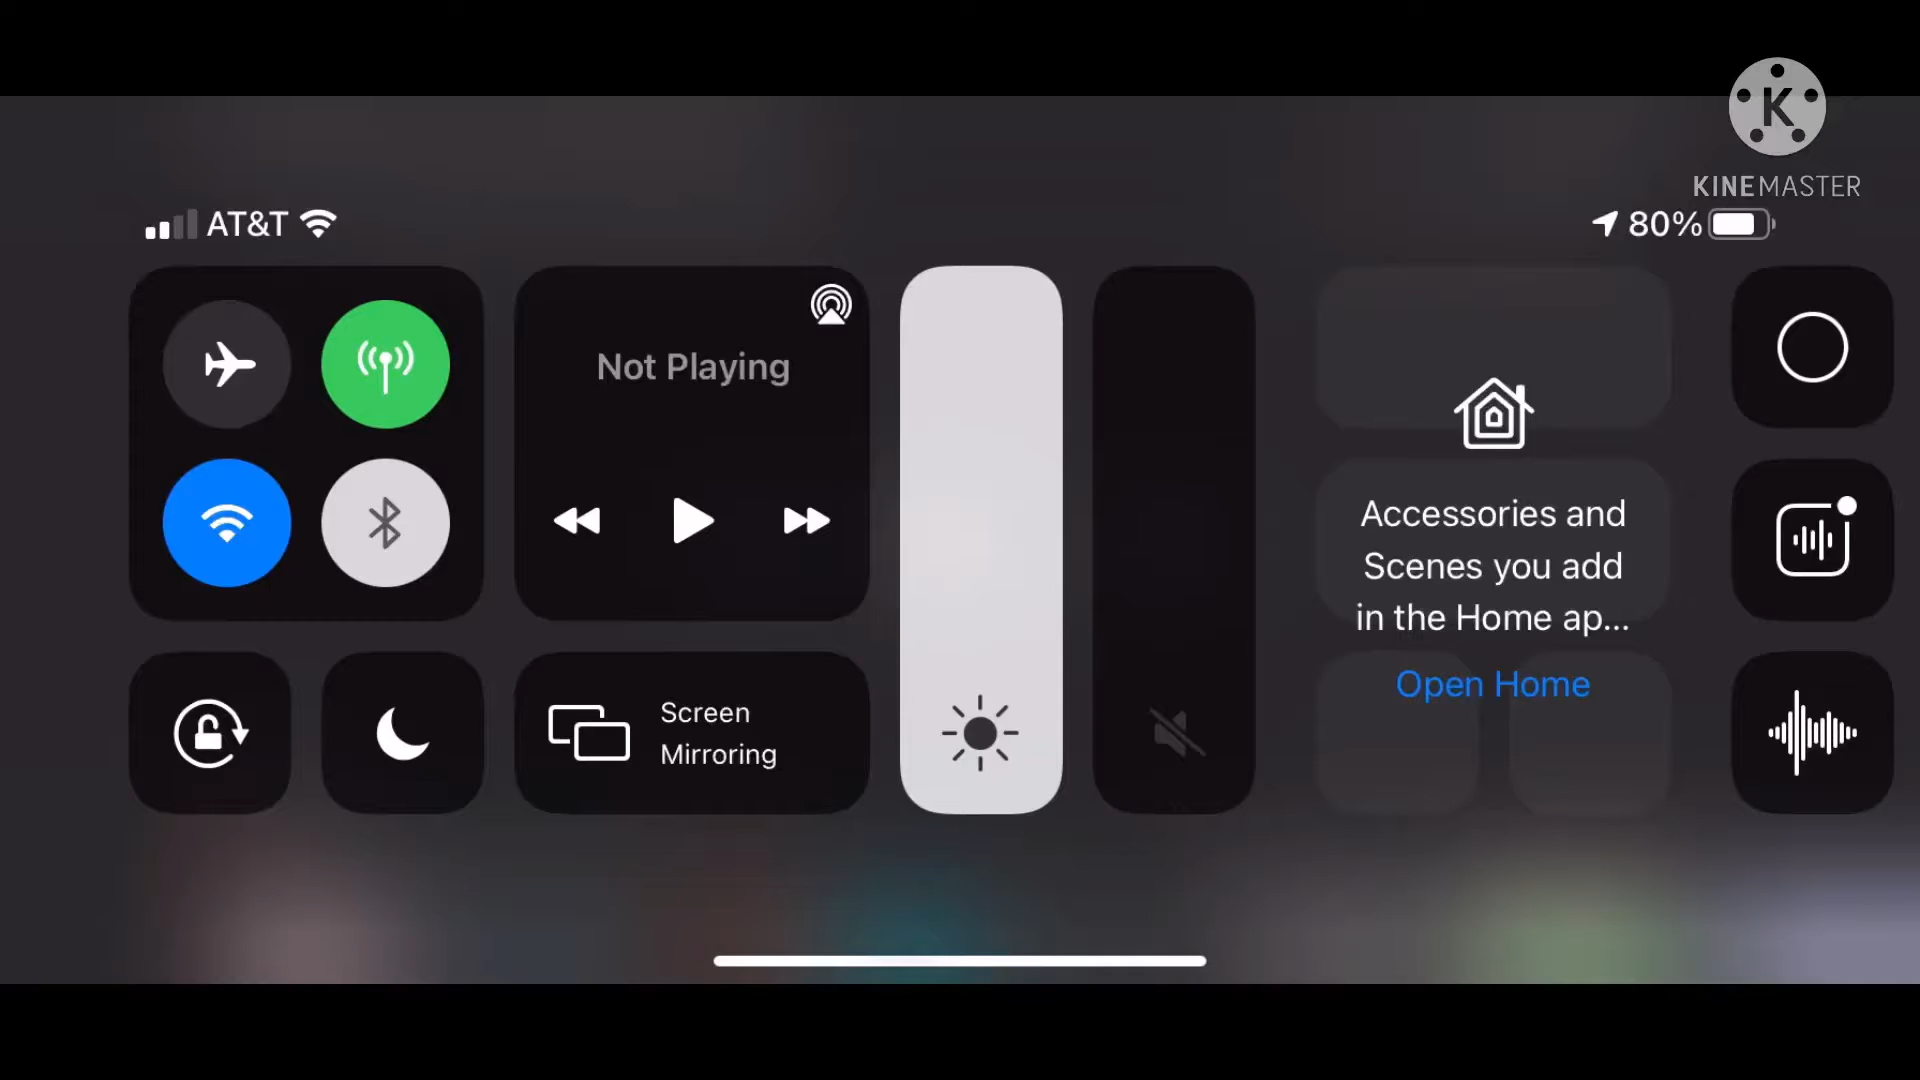 K
KINEMASTER
AT&T
80%
Not Playing
Accessories and
Scenes you add
in the Home ap...
Open Home
Screen
Mirroring